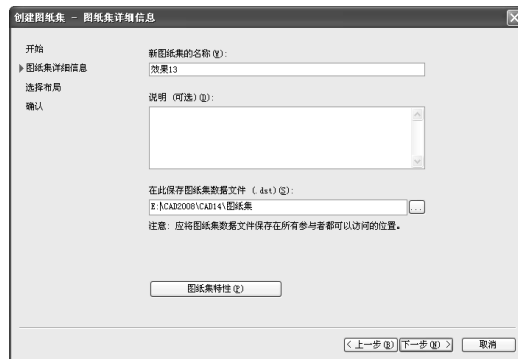 创建图纸集 - 图纸集详细信息
开始
图纸集详细信息
选择布局
确认
新图纸集的名称(W):
效果13
说明 (可选)(D):
在此保存图纸集数据文件 (.dst)(S):
E:\CAD2008\CAD14\图纸集
...
注意: 应将图纸集数据文件保存在所有参与者都可以访问的位置。
图纸集特性(P)
< 上一步(B)
下一步(N) >
取消